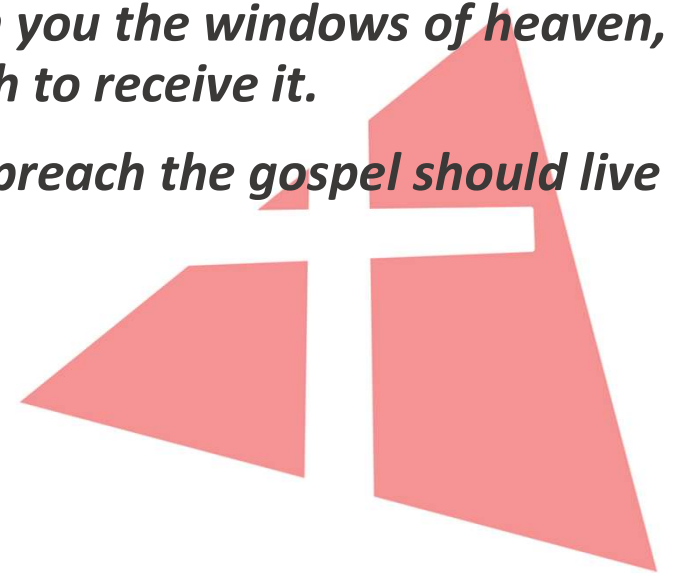 you the windows of heaven,
h to receive it.
preach the gospel should live